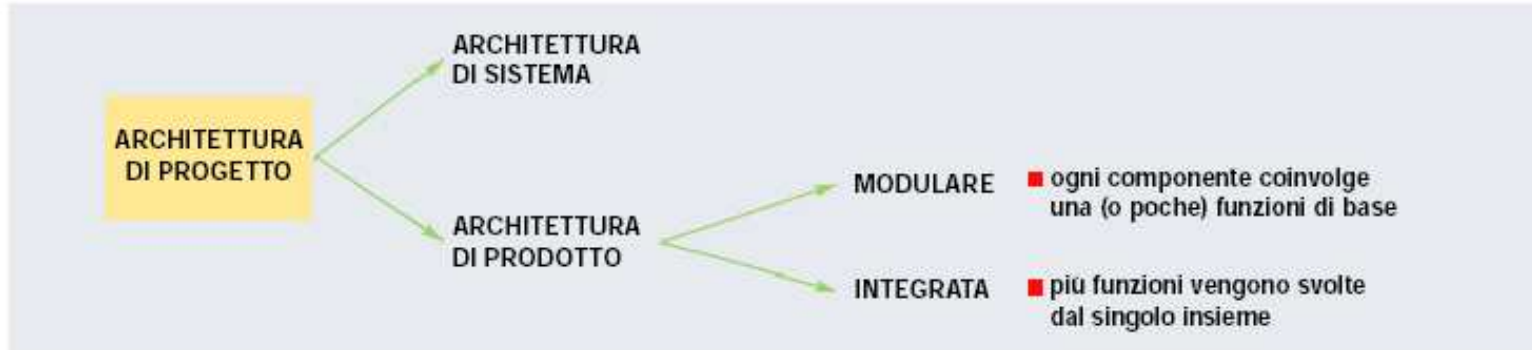 ARCHITETTURA
DI SISTEMA
ARCHITETTURA
DI PROGETTO
MODULARE
ogni componente coinvolge
una (o poche) funzioni di base
ARCHITETTURA
DI PRODOTTO
INTEGRATA
più funzioni vengono svolte
dal singolo insieme